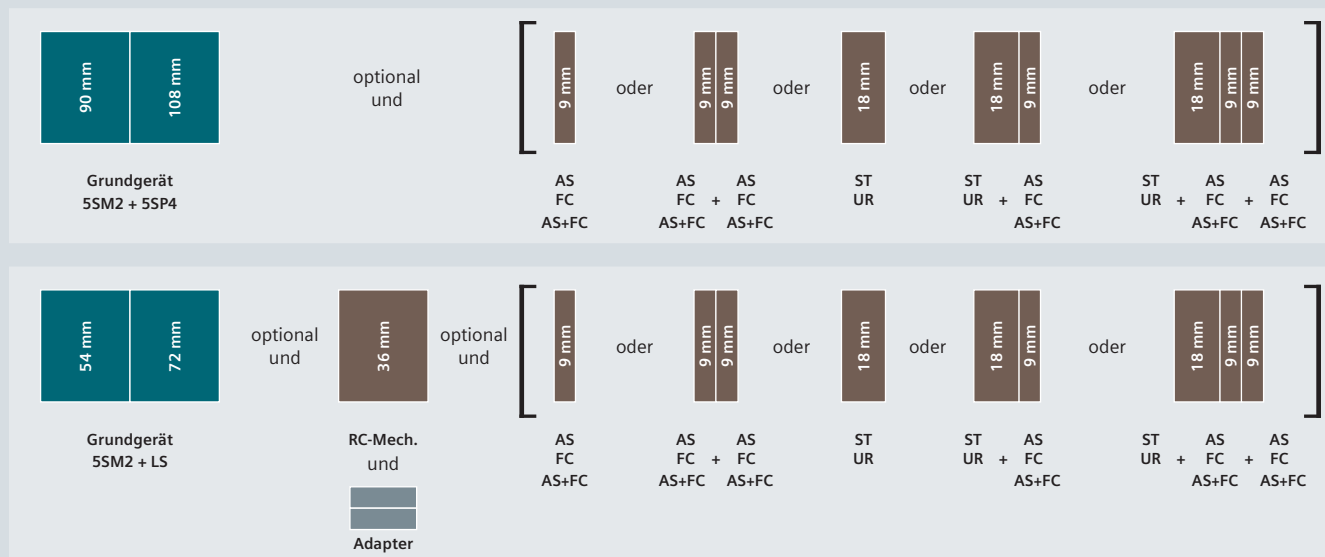 90 mm 108 mm
optional
und
9 mm oder 9 mm 9 mm oder 18 mm oder 18 mm 9 mm oder 18 mm 9 mm 9 mm
Grundgerät
5SM2 + 5SP4
AS AS AS ST ST AS ST AS AS
FC FC + FC UR UR + FC UR + FC + FC
AS+FC AS+FC AS+FC AS+FC AS+FC AS+FC
54 mm 72 mm
optional
und
36 mm
optional
und
9 mm oder 9 mm 9 mm oder 18 mm oder 18 mm 9 mm oder 18 mm 9 mm 9 mm
Grundgerät
5SM2 + LS
RC-Mech.
und
Adapter
AS AS AS ST ST AS ST AS AS
FC FC + FC UR UR + FC UR + FC + FC
AS+FC AS+FC AS+FC AS+FC AS+FC AS+FC